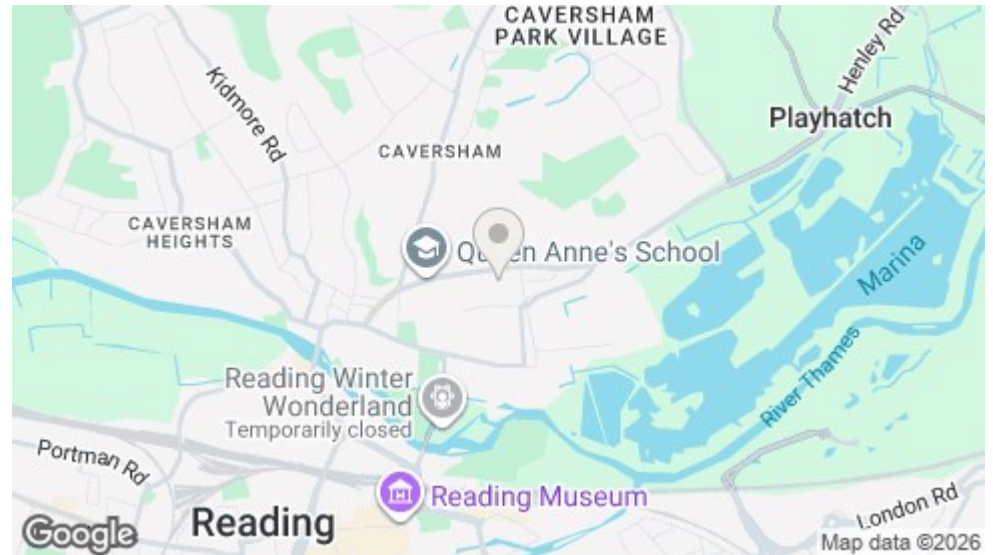 CAVERSHAM
PARK VILLAGE
Henley Rd
Kidmore Rd
Playhatch
CAVERSHAM
CAVERSHAM
HEIGHTS
Queen Anne's School
Marina
Reading Winter
Wonderland
Temporarily closed
River Thames
Portman Rd
Reading Museum
London Rd
Reading
Google
Map data ©2026